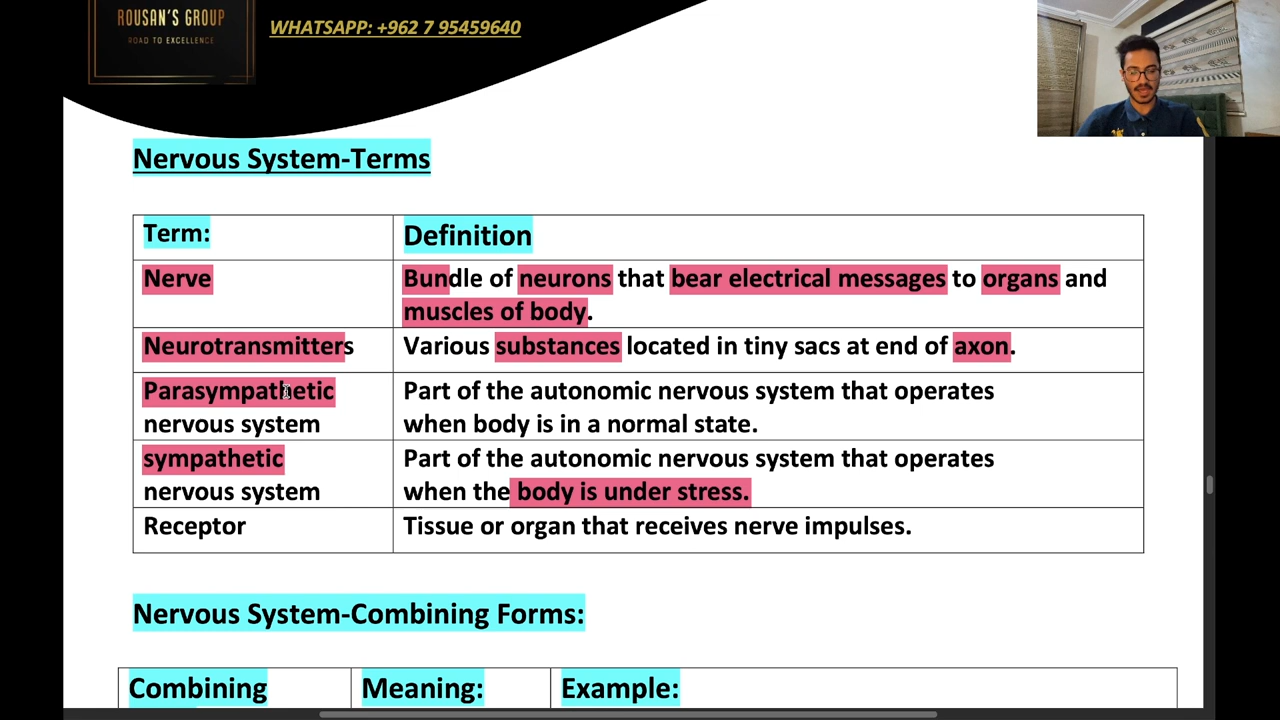 ROUSAN'S GROUP
ROAD TO EXCELLENCE
WHATSAPP: +962 7 95459640
Nervous System-Terms
Term:
Definition
Nerve
Bundle of neurons that bear electrical messages to organs and
muscles of body.
Neurotransmitters
Various substances located in tiny sacs at end of axon.
Parasympathetic
nervous system
Part of the autonomic nervous system that operates
when body is in a normal state.
sympathetic
nervous system
Part of the autonomic nervous system that operates
when the body is under stress.
Receptor
Tissue or organ that receives nerve impulses.
Nervous System-Combining Forms:
Combining
Meaning:
Example: